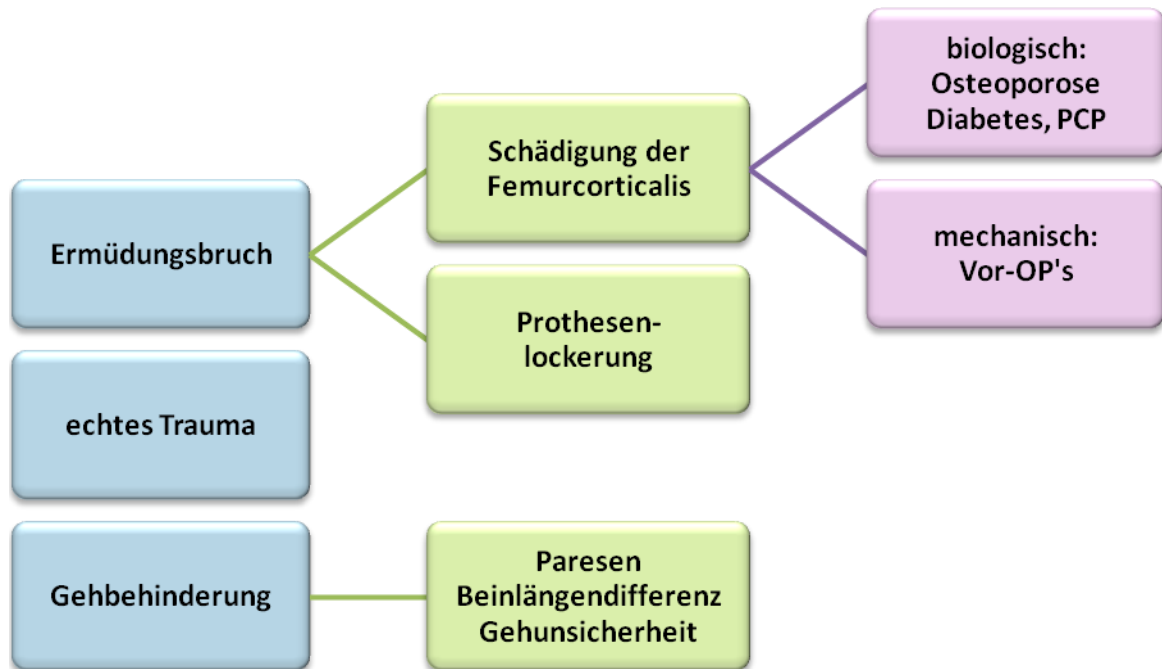 Ermüdungsbruch
Schädigung der
Femurcorticalis
biologisch:
Osteoporose
Diabetes, PCP
mechanisch:
Vor-OP's
Prothesen-
lockerung
echtes Trauma
Gehbehinderung
Paresen
Beinlängendifferenz
Gehunsicherheit